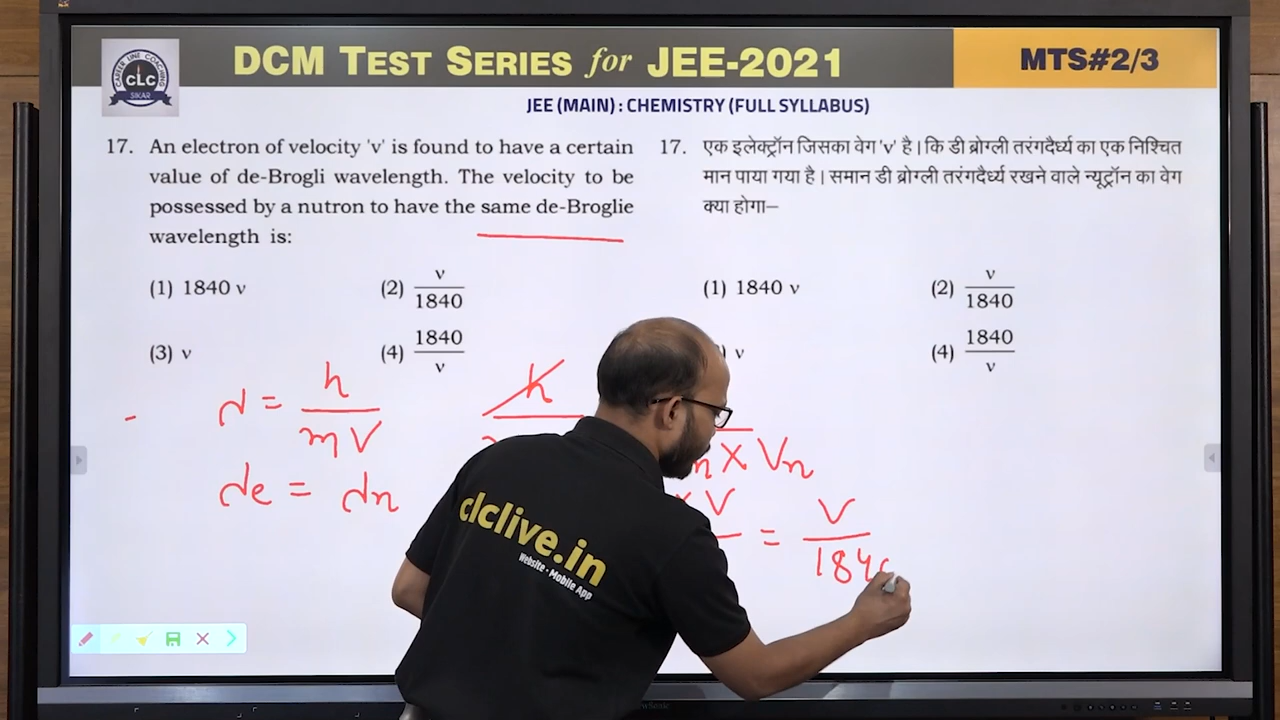 CAREER LINE COACHING
CLC
SIKAR
DCM TEST SERIES for JEE-2021
MTS#2/3
JEE (MAIN) : CHEMISTRY (FULL SYLLABUS)
17. An electron of velocity 'v' is found to have a certain
value of de-Brogli wavelength. The velocity to be
possessed by a nutron to have the same de-Broglie
wavelength is:
(1) 1840 v
(2) v
1840
(3) v
(4) 1840
v
17. एक इलेक्ट्रॉन जिसका वेग 'v' है। कि डी ब्रोग्ली तरंगदैर्ध्य का एक निश्चित
मान पाया गया है। समान डी ब्रोग्ली तरंगदैर्ध्य रखने वाले न्यूट्रॉन का वेग
क्या होगा–
(1) 1840 v
(2) v
1840
) v
(4) 1840
v
λ = h
m V
λe = λn
h
n X Vn
V
= V
184
clclive.in
Website - Mobile App